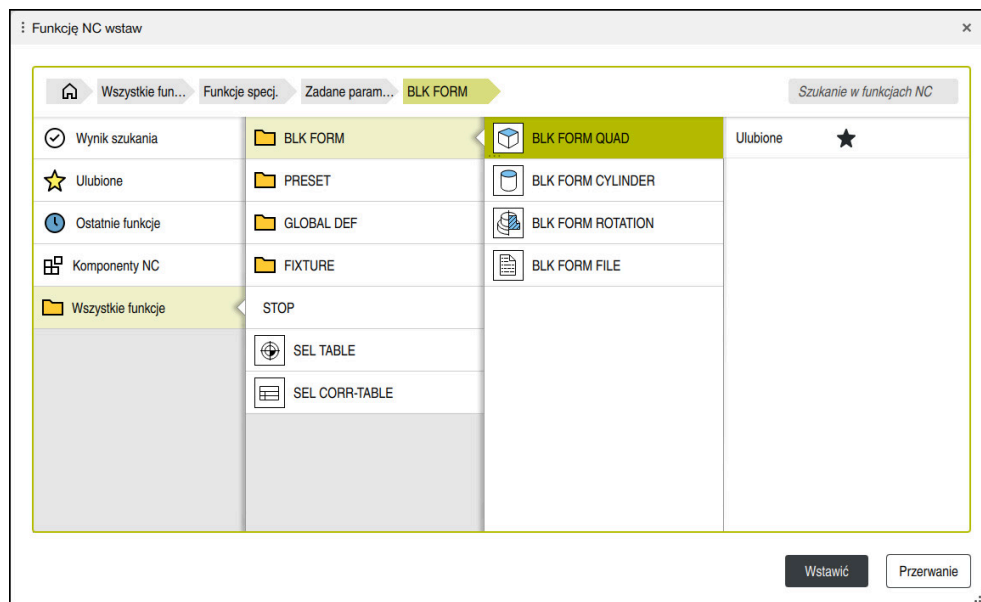 Funkcję NC wstaw
Wszystkie fun... Funkcje specj. Zadane param... BLK FORM Szukanie w funkcjach NC
Wynik szukania
Ulubione
Ostatnie funkcje
Komponenty NC
Wszystkie funkcje
BLK FORM
PRESET
GLOBAL DEF
FIXTURE
STOP
SEL TABLE
SEL CORR-TABLE
BLK FORM QUAD
BLK FORM CYLINDER
BLK FORM ROTATION
BLK FORM FILE
Ulubione
Wstawić Przerwanie